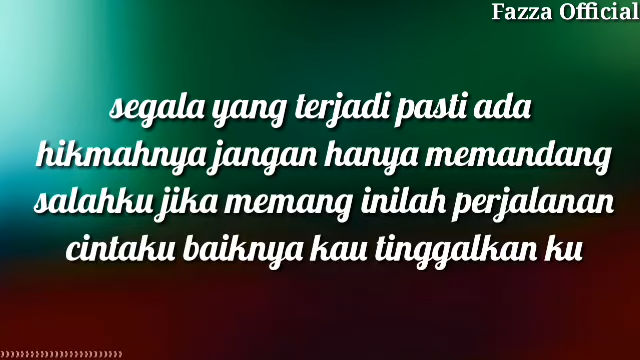 Fazza Official
segala yang terjadi pasti ada
hikmahnya jangan hanya memandang
salahku jika memang inilah perjalanan
cintaku baiknya kau tinggalkan ku